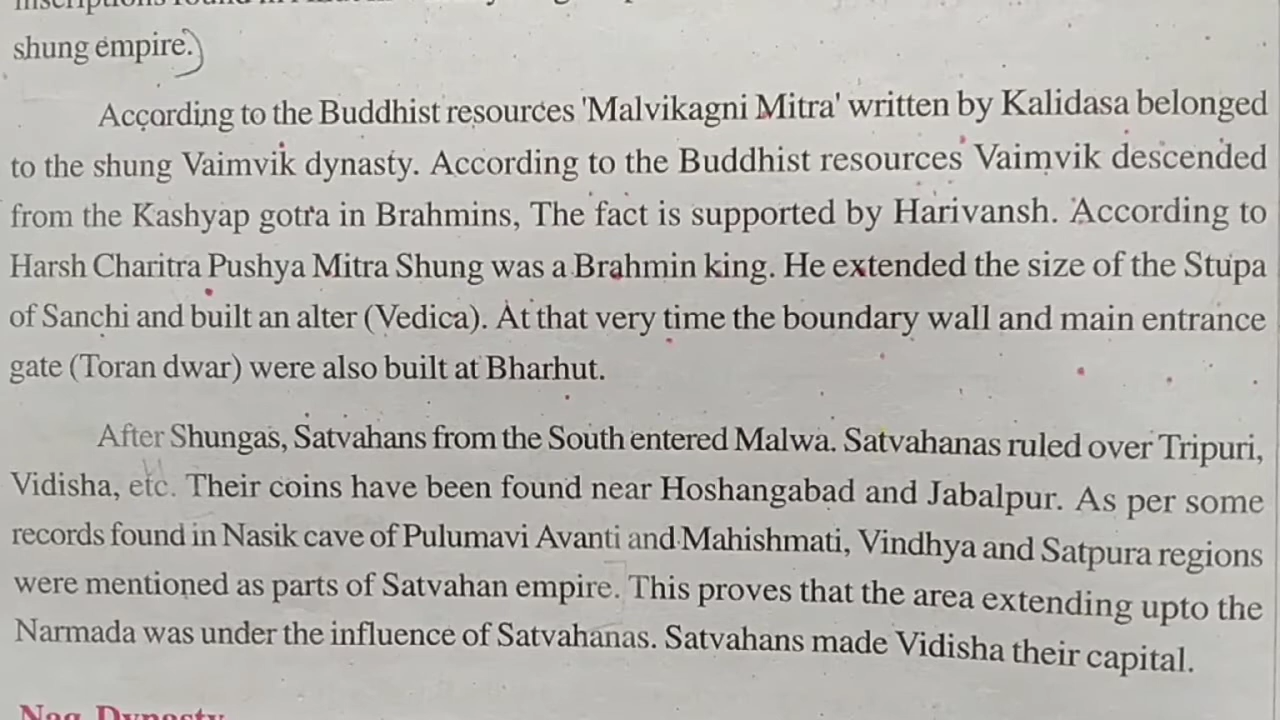 shung empire.)
According to the Buddhist resources 'Malvikagni Mitra' written by Kalidasa belonged
to the shung Vaimvik dynasty. According to the Buddhist resources Vaimvik descended
from the Kashyap gotra in Brahmins, The fact is supported by Harivansh. According to
Harsh Charitra Pushya Mitra Shung was a Brahmin king. He extended the size of the Stupa
of Sanchi and built an alter (Vedica). At that very time the boundary wall and main entrance
gate (Toran dwar) were also built at Bharhut.
After Shungas, Satvahans from the South entered Malwa. Satvahanas ruled over Tripuri,
Vidisha, etc. Their coins have been found near Hoshangabad and Jabalpur. As per some
records found in Nasik cave of Pulumavi Avanti and Mahishmati, Vindhya and Satpura regions
were mentioned as parts of Satvahan empire. This proves that the area extending upto the
Narmada was under the influence of Satvahanas. Satvahans made Vidisha their capital.
Nag Dynasty